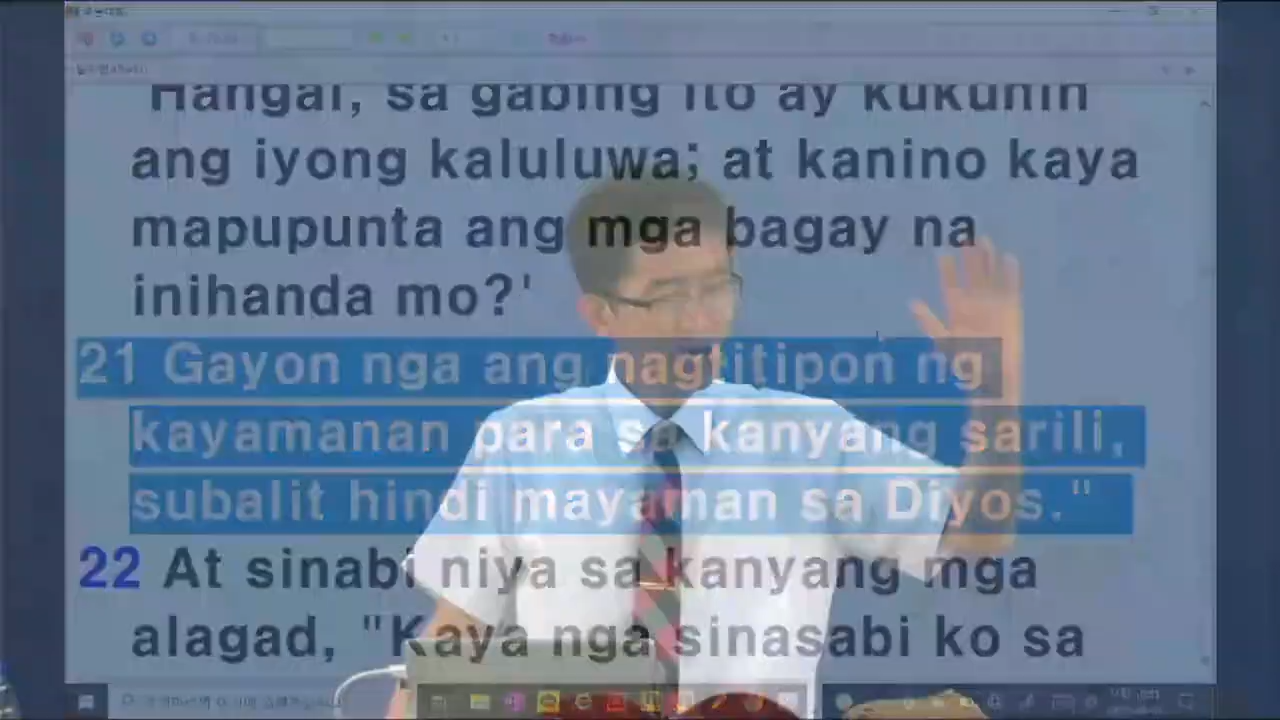 'Hangal, sa gabing ito ay kukunin
ang iyong kaluluwa; at kanino kaya
mapupunta ang mga bagay na
inihanda mo?'
21 Gayon nga ang nagtitipon ng
kayamanan para sa kanyang sarili,
subalit hindi mayaman sa Diyos."
22 At sinabi niya sa kanyang mga
alagad, "Kaya nga sinasabi ko sa